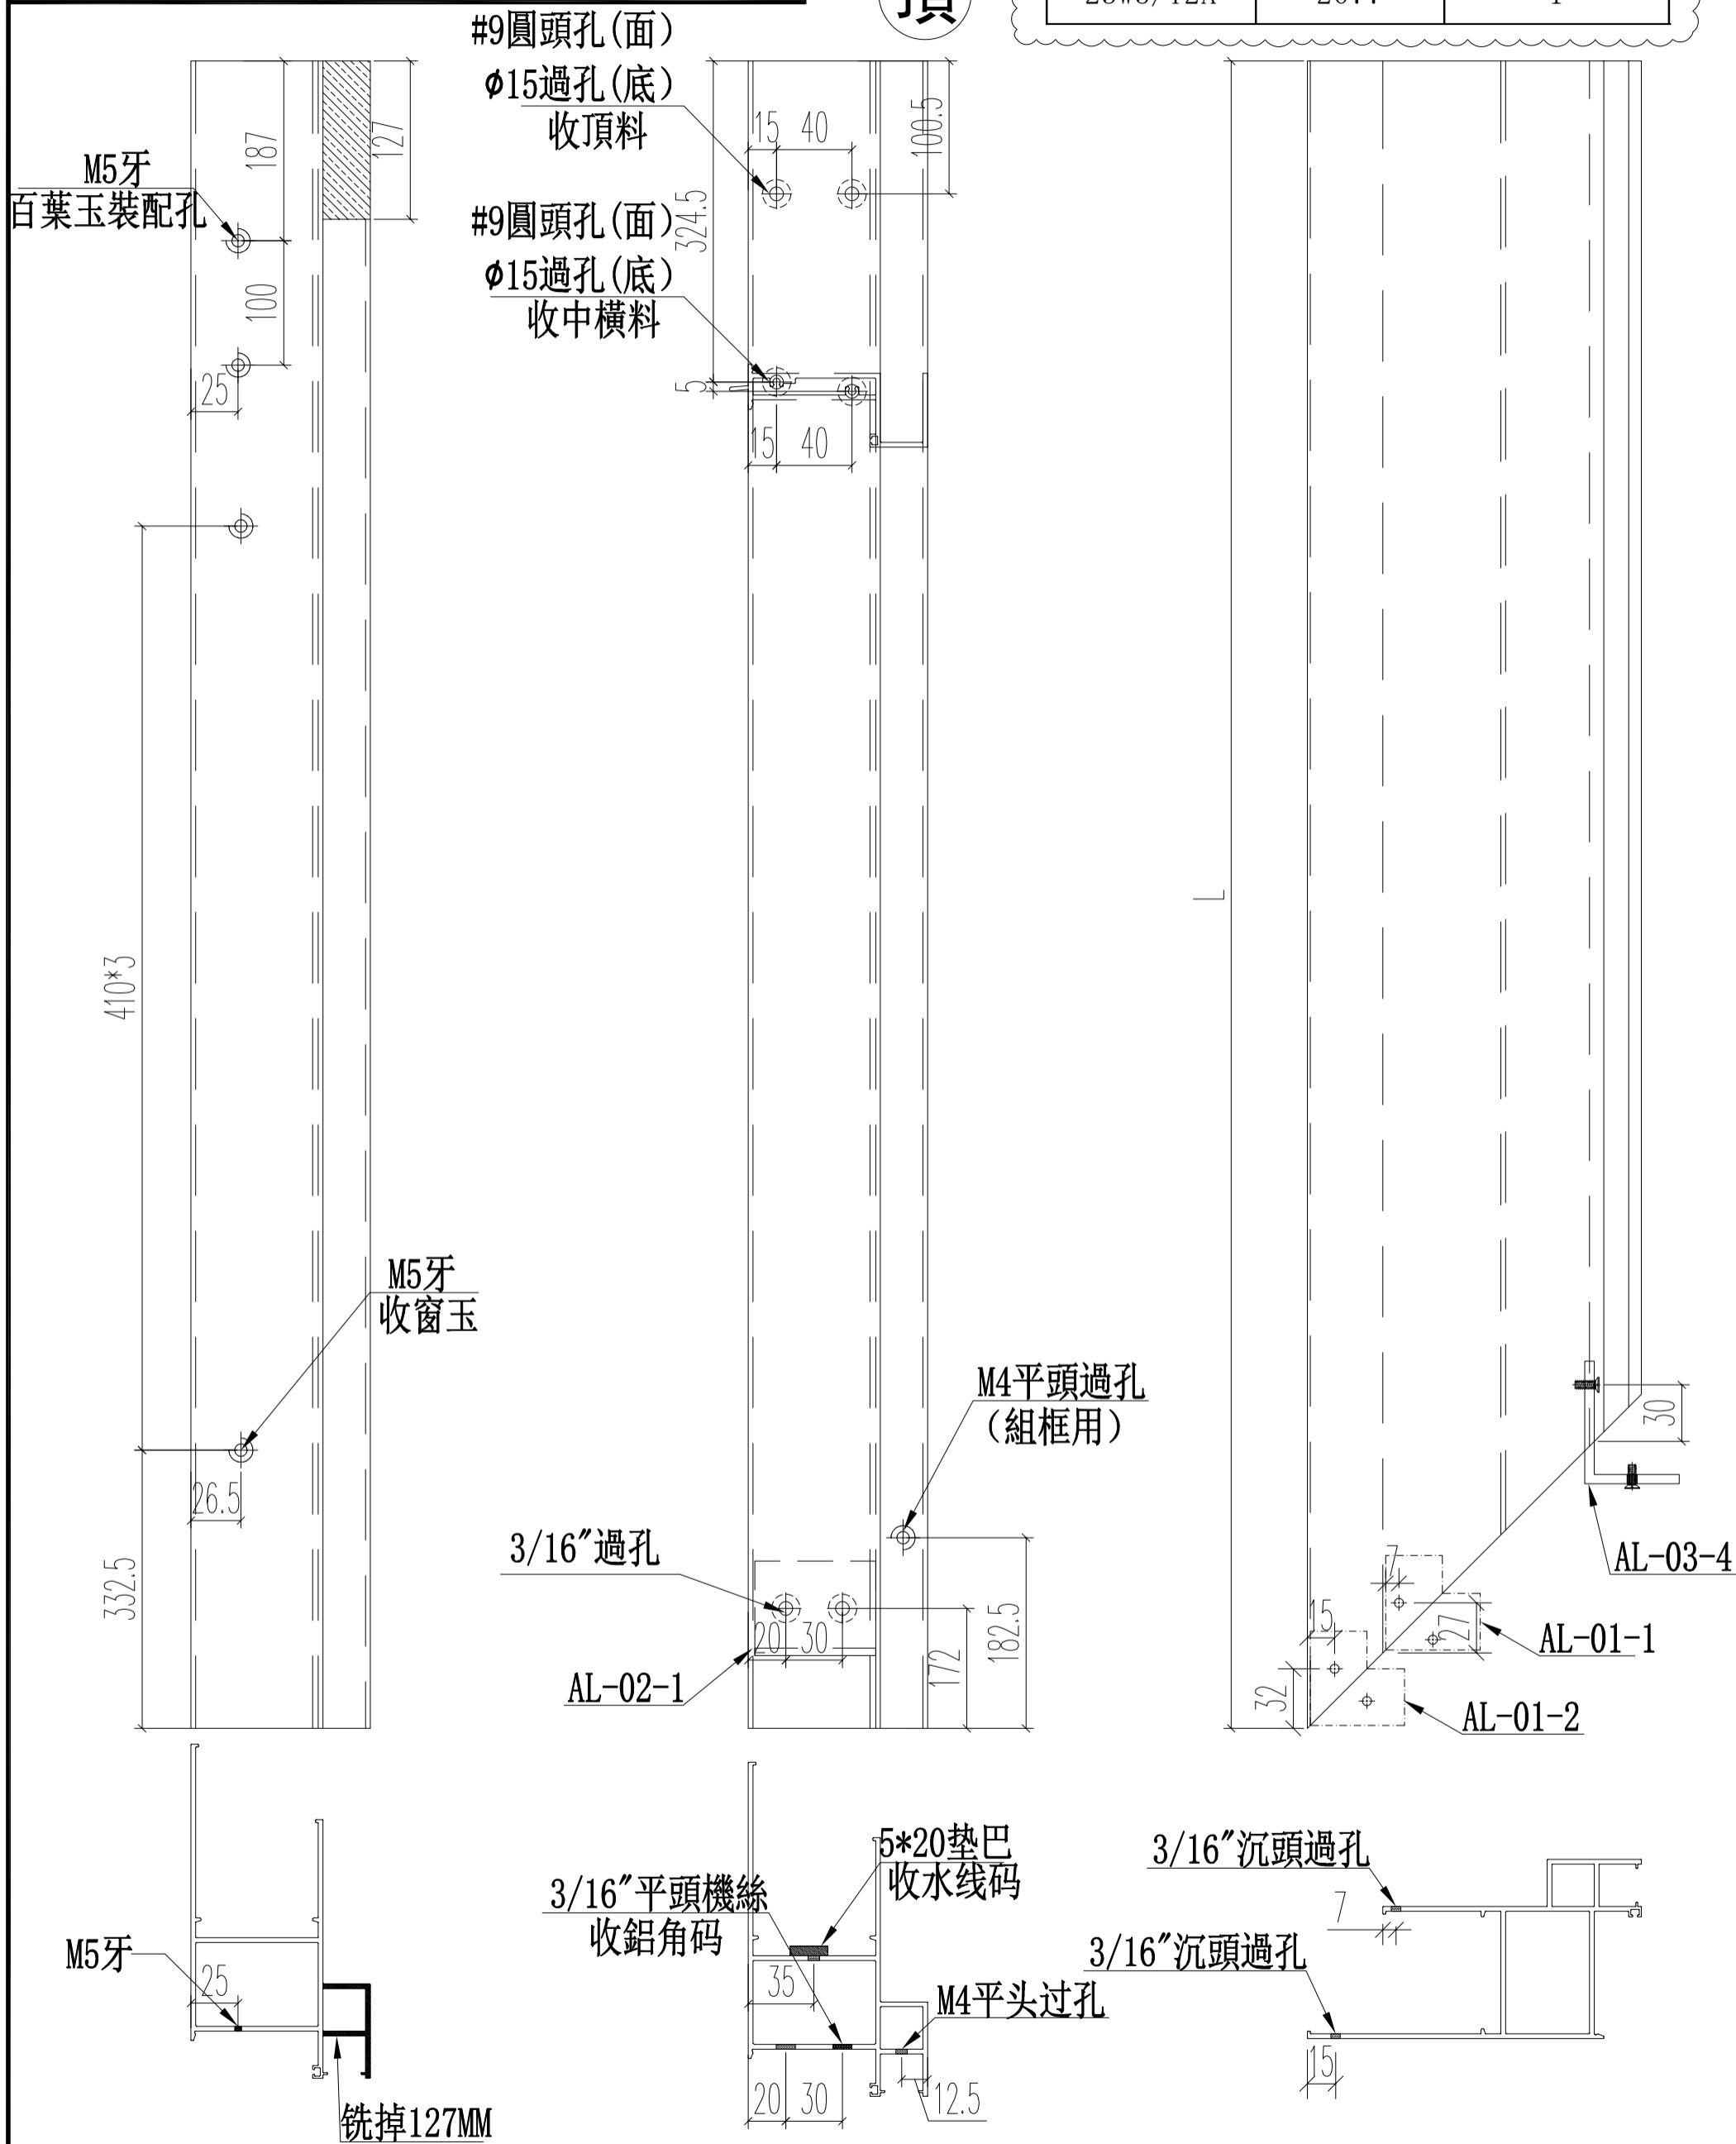 #9圓頭孔(面)
ϕ15過孔(底)
收頂料
15
40
100.5
324.5
187
127
M5牙
百葉玉裝配孔
100
25
#9圓頭孔(面)
ϕ15過孔(底)
收中橫料
5
15
40
410*3
L
M5牙
收窗玉
26.5
332.5
M4平頭過孔
(組框用)
3/16″過孔
20
30
AL-02-1
172
182.5
30
AL-03-4
7
15
27
AL-01-1
32
AL-01-2
M5牙
25
铣掉127MM
5*20墊巴
收水线码
3/16″平頭機絲
收鋁角码
35
M4平头过孔
20
30
12.5
3/16″沉頭過孔
7
3/16″沉頭過孔
15